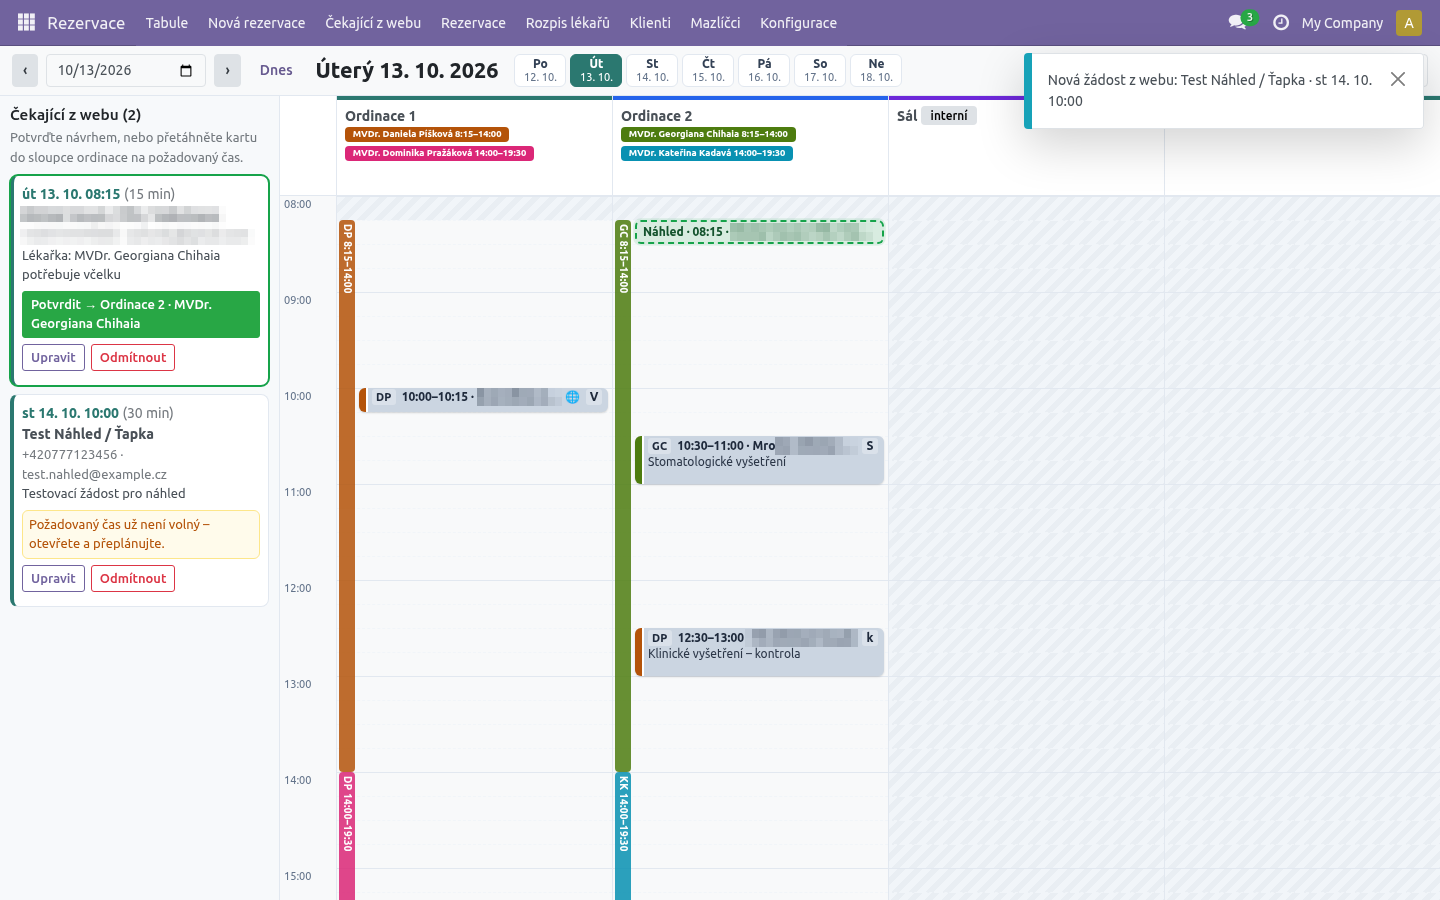 Rezervace Tabule Nová rezervace Čekající z webu Rezervace Rozpis lékařů Klienti Mazlíčci Konfigurace 3 My Company A
‹ 10/13/2026 › Dnes Úterý 13. 10. 2026
Po 12. 10.
Út 13. 10.
St 14. 10.
Čt 15. 10.
Pá 16. 10.
So 17. 10.
Ne 18. 10.
Nová žádost z webu: Test Náhled / Ťapka · st 14. 10.
10:00
Čekající z webu (2)
Potvrďte návrhem, nebo přetáhněte kartu
do sloupce ordinace na požadovaný čas.
út 13. 10. 08:15 (15 min)
Lékařka: MVDr. Georgiana Chihaia
potřebuje včelku
Potvrdit → Ordinace 2 · MVDr.
Georgiana Chihaia
Upravit Odmítnout
st 14. 10. 10:00 (30 min)
Test Náhled / Ťapka
+420777123456 ·
test.nahled@example.cz
Testovací žádost pro náhled
Požadovaný čas už není volný –
otevřete a přeplánujte.
Upravit Odmítnout
Ordinace 1
MVDr. Daniela Pišková 8:15–14:00
MVDr. Dominika Pražáková 14:00–19:30
Ordinace 2
MVDr. Georgiana Chihaia 8:15–14:00
MVDr. Kateřina Kadavá 14:00–19:30
Sál interní
08:00
09:00
10:00
11:00
12:00
13:00
14:00
15:00
DP 8:15–14:00
DP 10:00–10:15 · V
DP 14:00–19:30
GC 8:15–14:00
Náhled · 08:15 ·
GC 10:30–11:00 · Mro S
Stomatologické vyšetření
DP 12:30–13:00 k
Klinické vyšetření – kontrola
KK 14:00–19:30